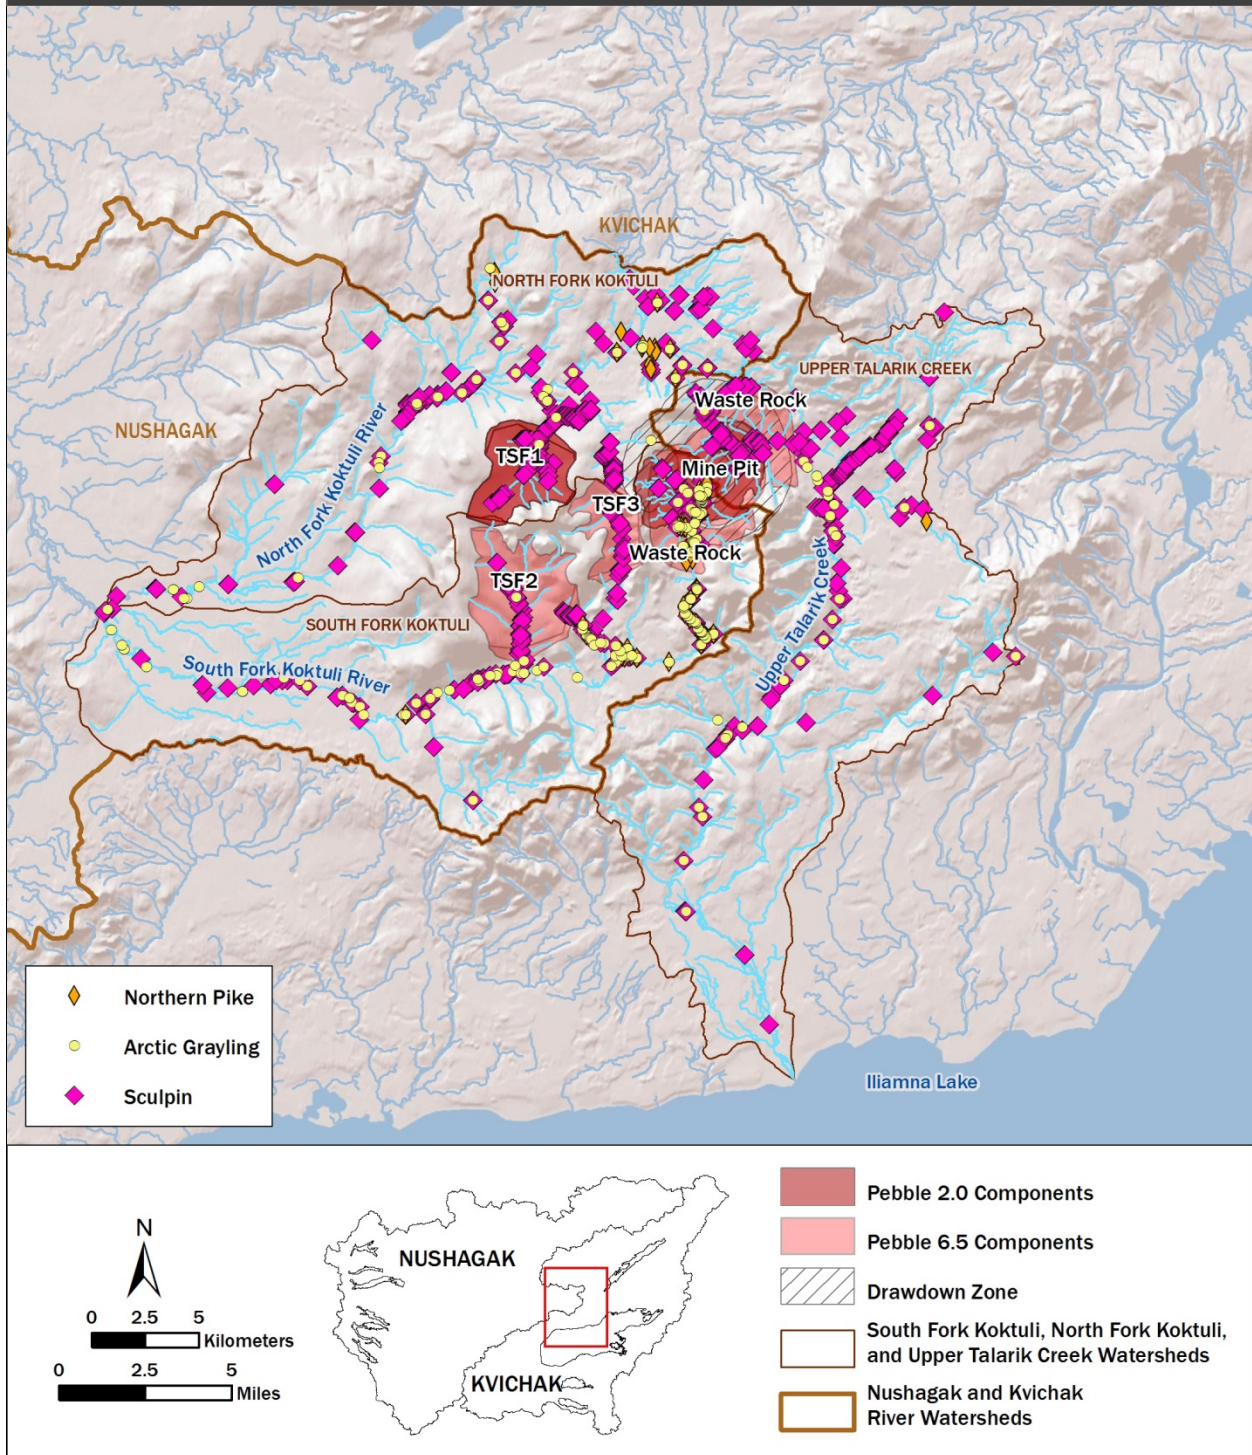 KVICHAK
NORTH FORK KOKTULI
UPPER TALARIK CREEK
Waste Rock
NUSHAGAK
North Fork Koktuli River
TSF1
Mine Pit
TSF3
Waste Rock
TSF2
Upper Talarik Creek
SOUTH FORK KOKTULI
South Fork Koktuli River
Iliamna Lake
Northern Pike
Arctic Grayling
Sculpin
N
0 2.5 5
Kilometers
0 2.5 5
Miles
NUSHAGAK
KVICHAK
Pebble 2.0 Components
Pebble 6.5 Components
Drawdown Zone
South Fork Koktuli, North Fork Koktuli,
and Upper Talarik Creek Watersheds
Nushagak and Kvichak
River Watersheds